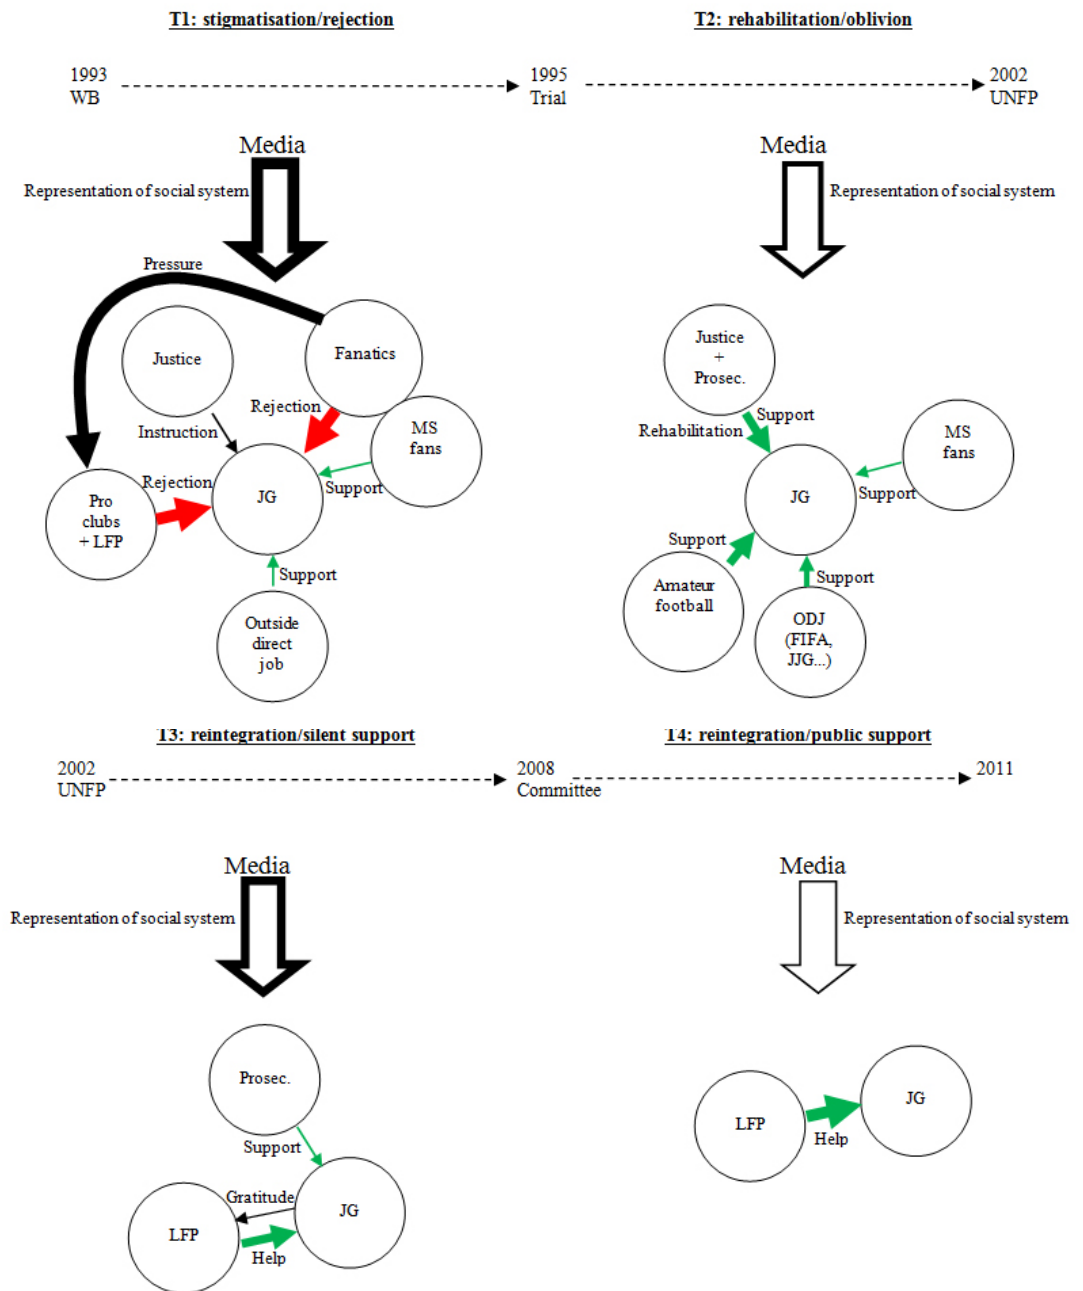 T1: stigmatisation/rejection
T2: rehabilitation/oblivion
1993
WB
1995
Trial
2002
UNFP
Media
Representation of social system
Pressure
Justice
Fanatics
Rejection
Instruction
MS
fans
Rejection
Support
JG
Pro
clubs
+ LFP
Support
Outside
direct
job
Media
Representation of social system
Justice
+
Prosec.
Support
Rehabilitation
MS
fans
JG
Support
Support
Amateur
football
Support
ODJ
(FIFA,
JJG...)
T3: reintegration/silent support
T4: reintegration/public support
2002
UNFP
2008
Committee
2011
Media
Representation of social system
Prosec.
Support
Gratitude
JG
LFP
Help
Media
Representation of social system
JG
LFP
Help